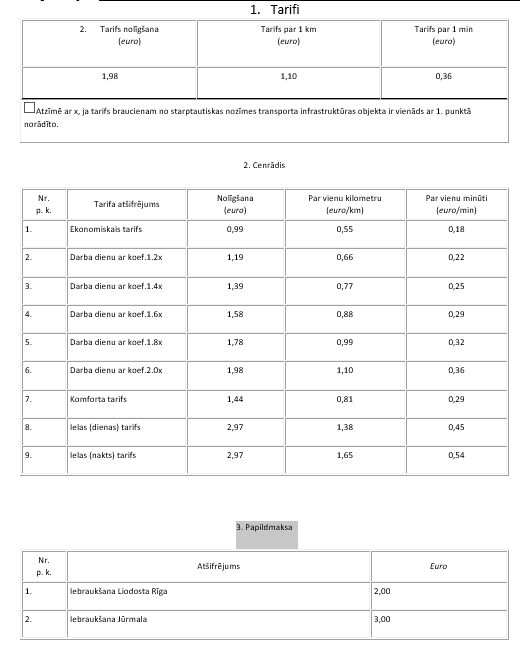 1. Tarifi
2. Tarifs nolīgšana
(euro)
Tarifs par 1 km
(euro)
Tarifs par 1 min
(euro)
1,98
1,10
0,36
Atzīmē ar x, ja tarifs braucienam no starptautiskas nozīmes transporta infrastruktūras objekta ir vienāds ar 1. punktā
norādīto.
2. Cenrādis
Nr.
p. k.
Tarifa atšifrējums
Nolīgšana
(euro)
Par vienu kilometru
(euro/km)
Par vienu minūti
(euro/min)
1. Ekonomiskais tarifs 0,99 0,55 0,18
2. Darba dienu ar koef.1.2x 1,19 0,66 0,22
3. Darba dienu ar koef.1.4x 1,39 0,77 0,25
4. Darba dienu ar koef.1.6x 1,58 0,88 0,29
5. Darba dienu ar koef.1.8x 1,78 0,99 0,32
6. Darba dienu ar koef.2.0x 1,98 1,10 0,36
7. Komforta tarifs 1,44 0,81 0,29
8. Ielas (dienas) tarifs 2,97 1,38 0,45
9. Ielas (nakts) tarifs 2,97 1,65 0,54
3. Papildmaksa
Nr.
p. k.
Atšifrējums
Euro
1. Iebraukšana Liodosta Rīga 2,00
2. Iebraukšana Jūrmala 3,00